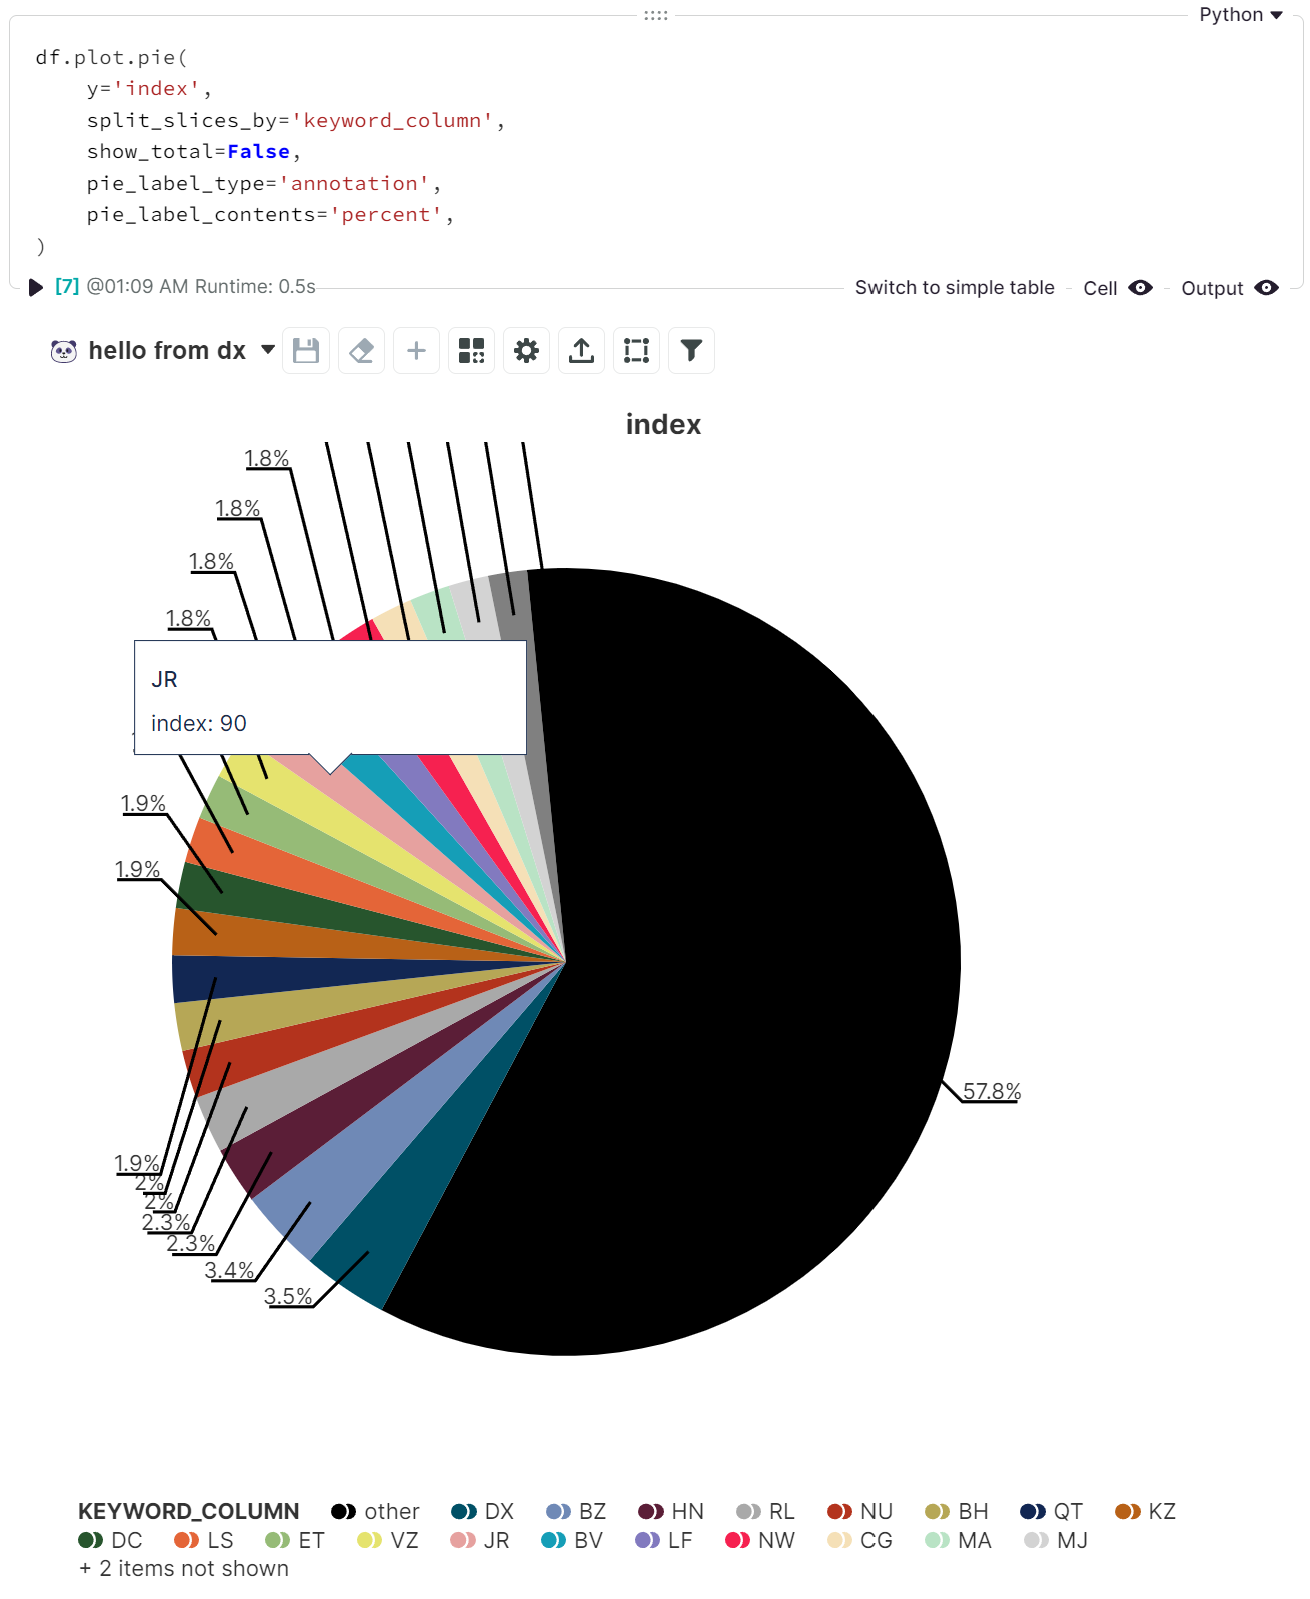 Python
df.plot.pie(
y='index',
split_slices_by='keyword_column',
show_total=False,
pie_label_type='annotation',
pie_label_contents='percent',
)
[7] @01:09 AM Runtime: 0.5s
Switch to simple table
Cell
Output
hello from dx
index
1.8%
1.8%
1.8%
1.8%
JR
index: 90
1.9%
1.9%
57.8%
1.9%
2%
2%
2.3%
2.3%
3.4%
3.5%
KEYWORD_COLUMN other DX BZ HN RL NU BH QT KZ
DC LS ET VZ JR BV LF NW CG MA MJ
+ 2 items not shown